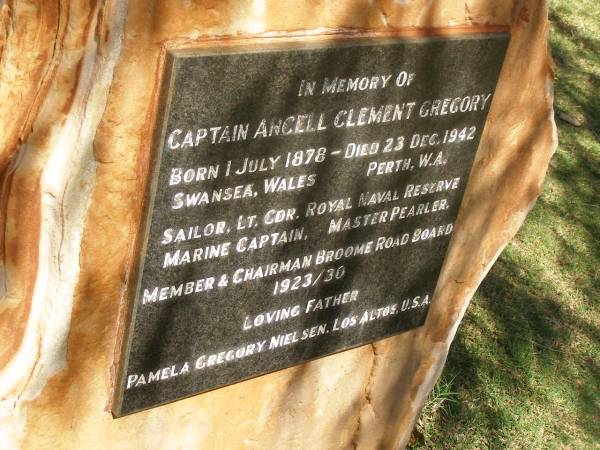 IN MEMORY OF
CAPTAIN ANCELL CLEMENT GREGORY
BORN 1 JULY 1878 - DIED 23 DEC. 1942
SWANSEA, WALES PERTH, W.A.
SAILOR, LT. CDR. ROYAL NAVAL RESERVE
MARINE CAPTAIN, MASTER PEARLER.
MEMBER & CHAIRMAN BROOME ROAD BOARD
1923/30
LOVING FATHER
PAMELA GREGORY NIELSEN, LOS ALTOS, U.S.A.